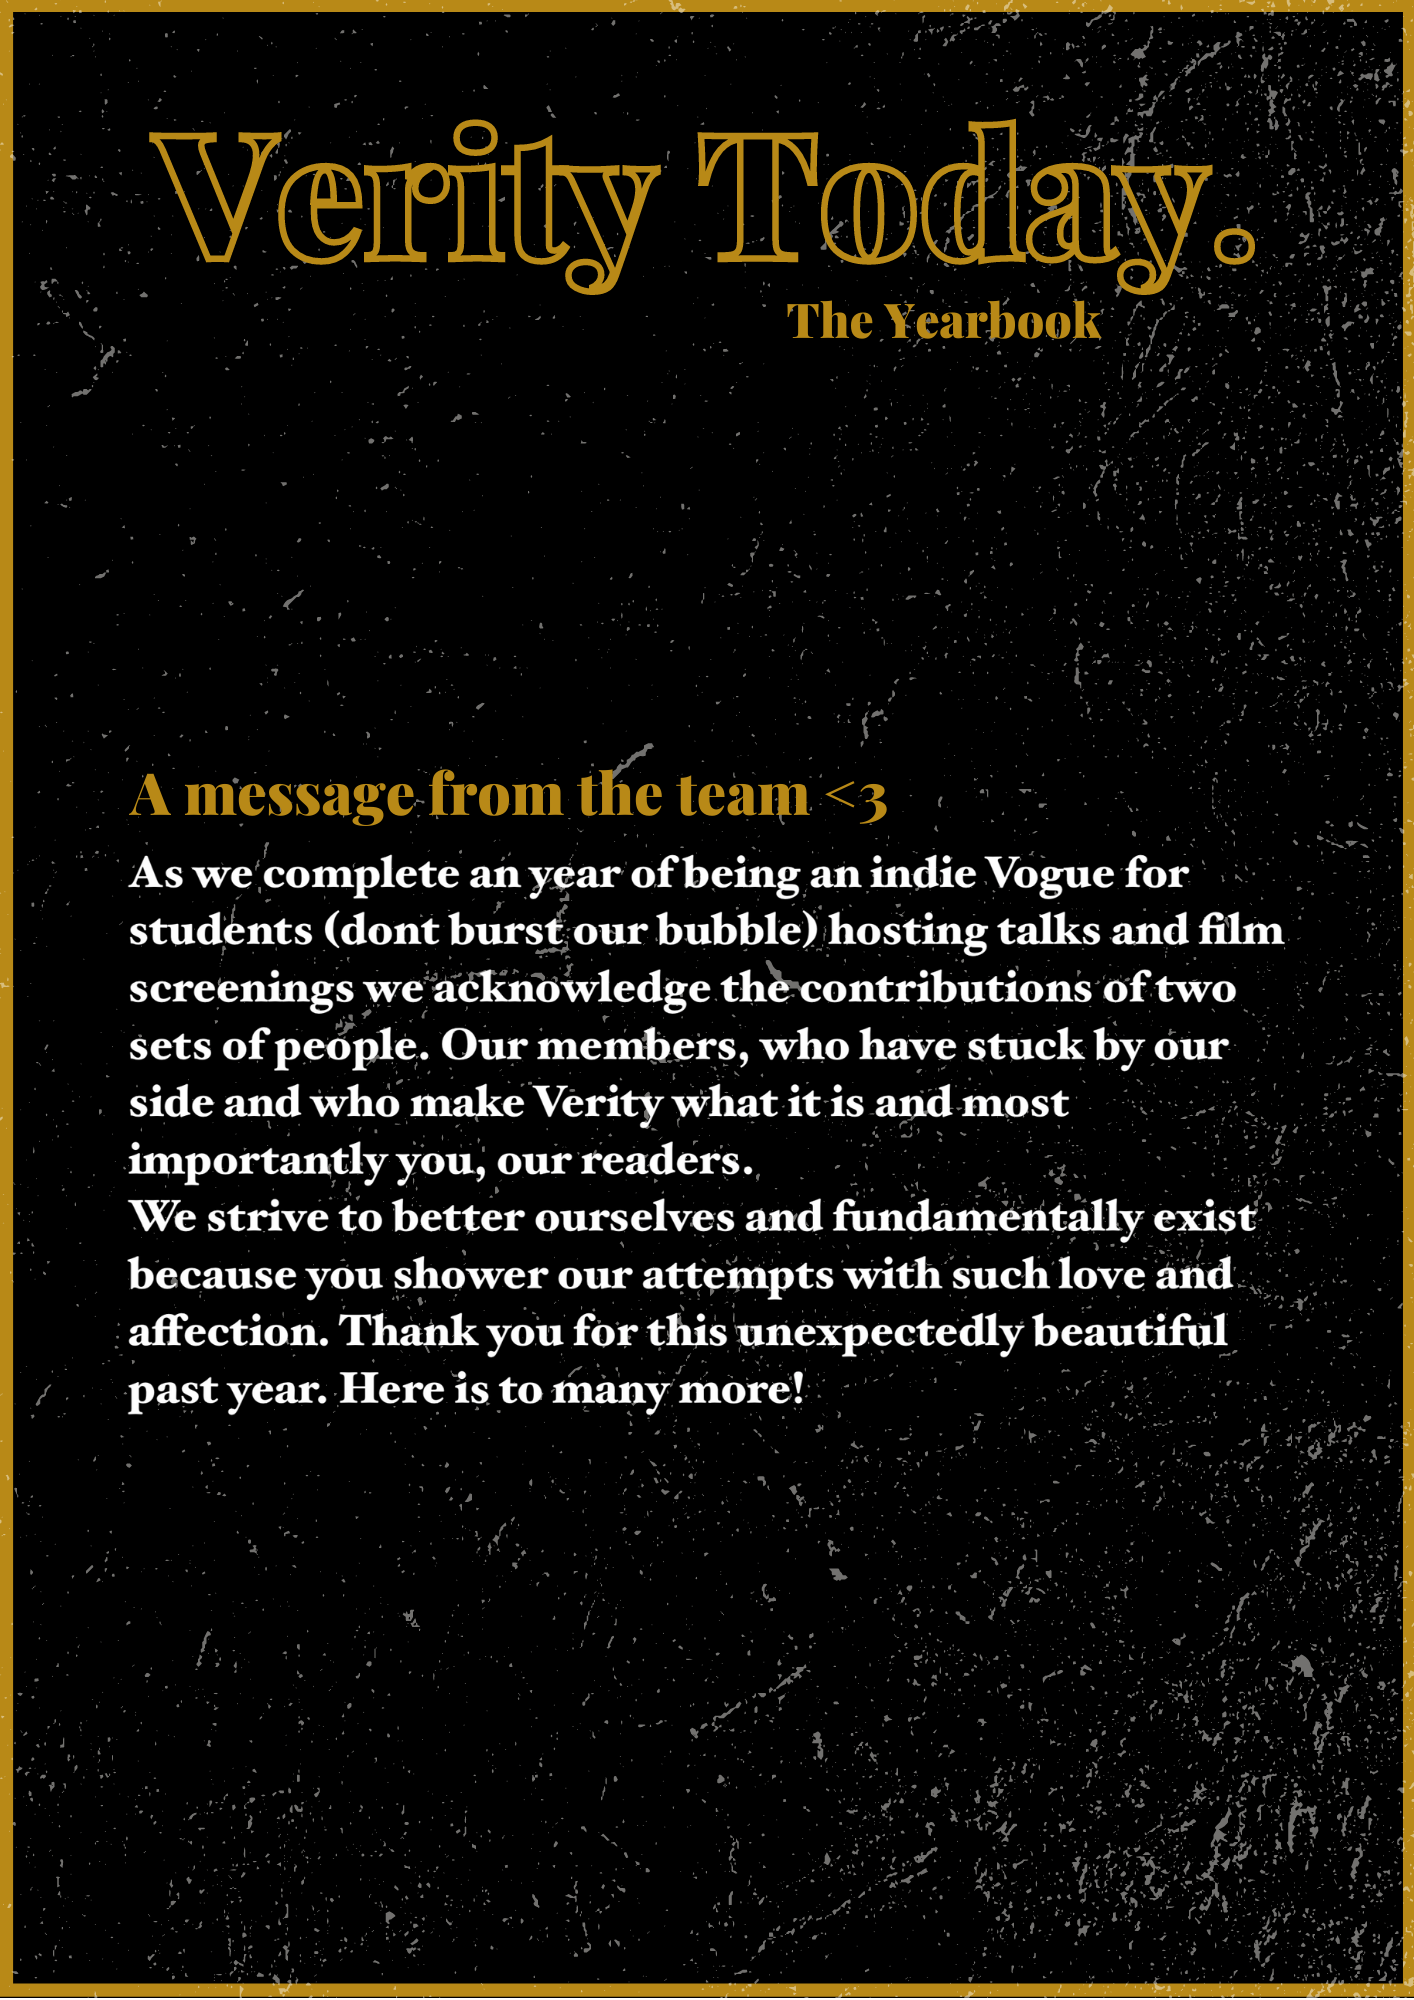 Verity Today.
The Yearbook
A message from the team <3
As we complete an year of being an indie Vogue for
students (dont burst our bubble) hosting talks and film
screenings we acknowledge the contributions of two
sets of people. Our members, who have stuck by our
side and who make Verity what it is and most
importantly you, our readers.
We strive to better ourselves and fundamentally exist
because you shower our attempts with such love and
affection. Thank you for this unexpectedly beautiful
past year. Here is to many more!